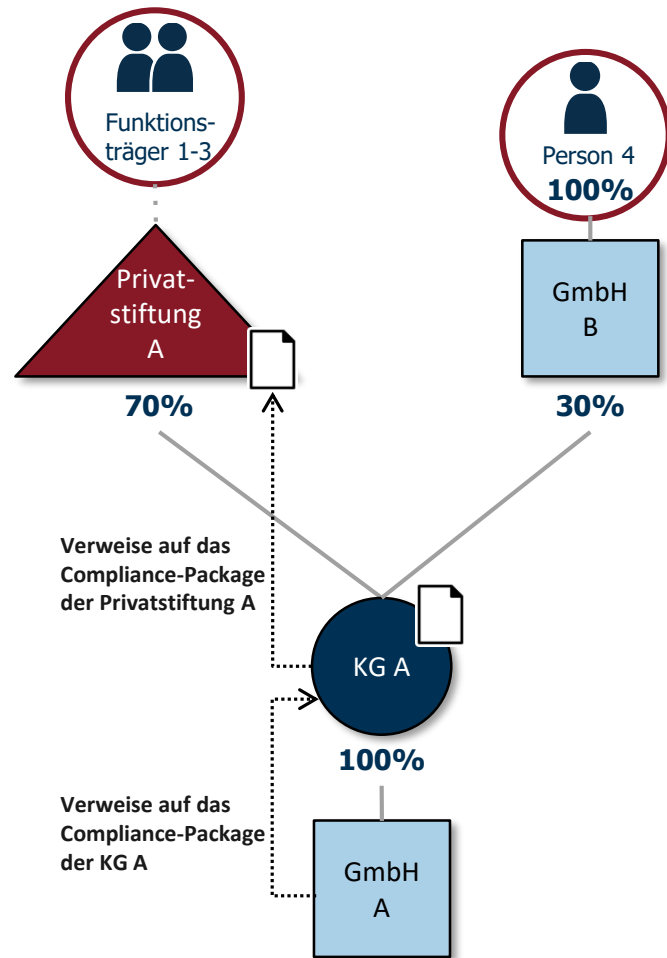 Funktions-
träger 1-3
Person 4
100%
Privat-
stiftung
A
GmbH
B
70%
30%
Verweise auf das
Compliance-Package
der Privatstiftung A
KG A
100%
Verweise auf das
Compliance-Package
der KG A
GmbH
A